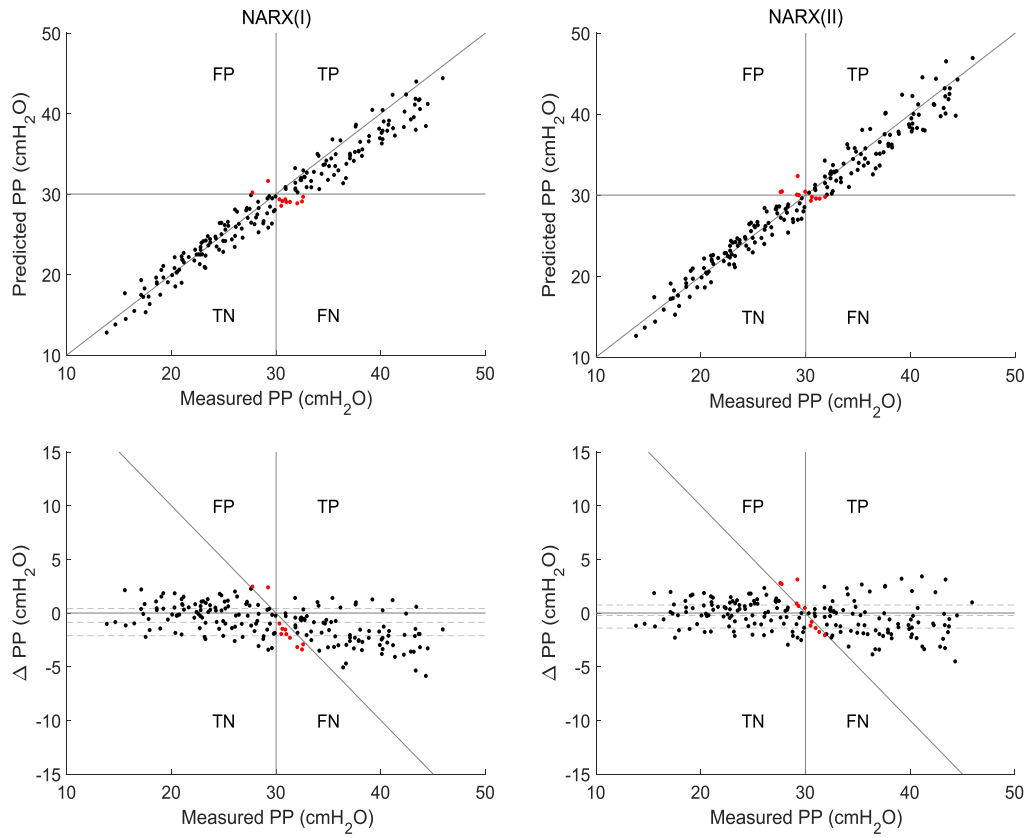 NARX(I)
50
40
30
20
10
10 20 30 40 50
FP TP
TN FN
Predicted PP (cmH2O)
Measured PP (cmH2O)
NARX(II)
50
40
30
20
10
10 20 30 40 50
FP TP
TN FN
Predicted PP (cmH2O)
Measured PP (cmH2O)
15
10
5
0
-5
-10
-15
10 20 30 40 50
FP TP
TN FN
Δ PP (cmH2O)
Measured PP (cmH2O)
15
10
5
0
-5
-10
-15
10 20 30 40 50
FP TP
TN FN
Δ PP (cmH2O)
Measured PP (cmH2O)